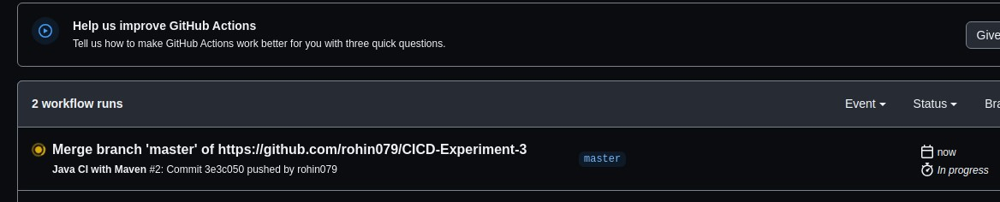 Help us improve GitHub Actions
Tell us how to make GitHub Actions work better for you with three quick questions.
Give
2 workflow runs
Event
Status
Bra
Merge branch 'master' of https://github.com/rohin079/CICD-Experiment-3
Java CI with Maven #2: Commit 3e3c050 pushed by rohin079
master
now
In progress